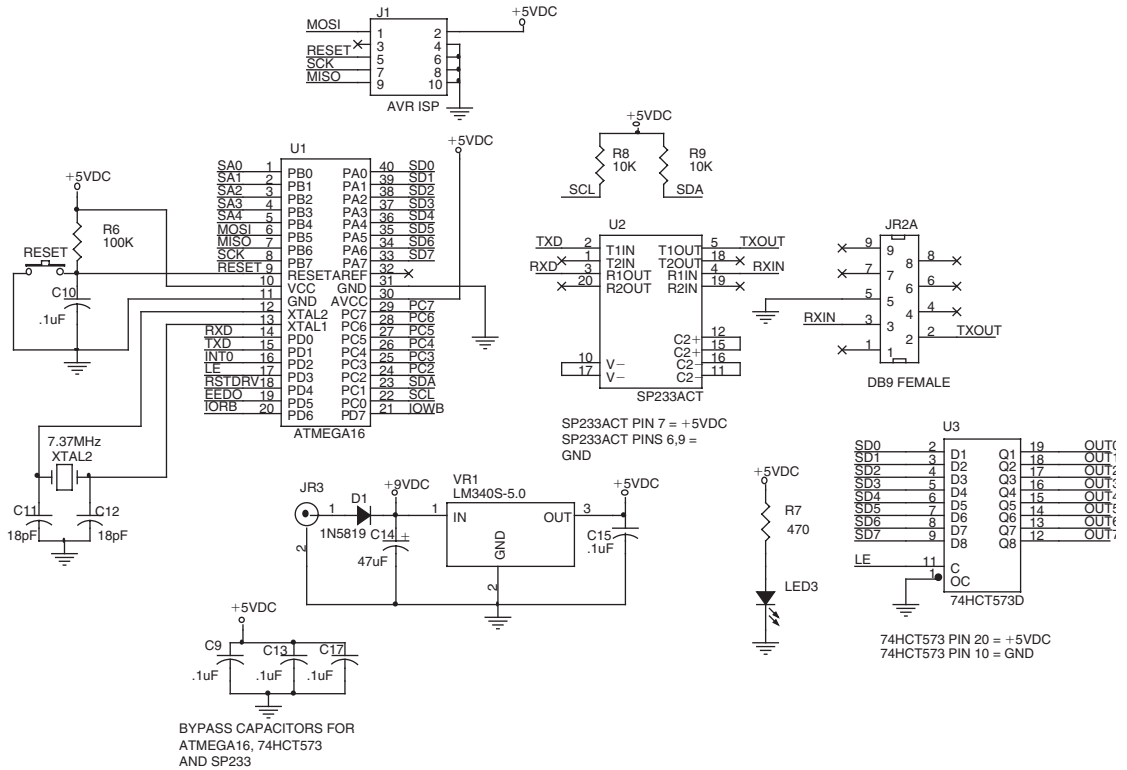 J1
+5VDC
MOSI 1 2
3 4
RESET 5 6
SCK 7 8
MISO 9 10
AVR ISP
+5VDC
U1
SA0 1 PB0 PA0 40 SD0
SA1 2 PB1 PA1 39 SD1
SA2 3 PB2 PA2 38 SD2
SA3 4 PB3 PA3 37 SD3
SA4 5 PB4 PA4 36 SD4
MOSI 6 PB5 PA5 35 SD5
MISO 7 PB6 PA6 34 SD6
SCK 8 PB7 PA7 33 SD7
RESET 9 RESET AREF 32
10 VCC GND 31
11 GND AVCC 30
12 XTAL2 PC7 29 PC7
13 XTAL1 PC6 28 PC6
RXD 14 PD0 PC5 27 PC5
TXD 15 PD1 PC4 26 PC4
INT0 16 PD2 PC3 25 PC3
LE 17 PD3 PC2 24 PC2
RSTDRV 18 PD4 PC1 23 SDA
EEDO 19 PD5 PC0 22 SCL
IORB 20 PD6 PD7 21 IOWB
ATMEGA16
+5VDC
R6
100K
RESET
C10
.1uF
7.37MHz
XTAL2
C11
18pF
C12
18pF
+5VDC
R8
10K
R9
10K
SCL
SDA
U2
TXD 2 T1IN T1OUT 5 TXOUT
1 T2IN T2OUT 18
RXD 3 R1OUT R1IN 4 RXIN
20 R2OUT R2IN 19
C2+ 12
C2+ 15
10 V− C2− 16
17 V− C2− 11
SP233ACT
SP233ACT PIN 7 = +5VDC
SP233ACT PINS 6,9 =
GND
JR2A
9 9
8 8
7 7
6 6
5 5
4 4
RXIN 3 3
2 2 TXOUT
1 1
DB9 FEMALE
JR3
1
2
D1
1
1N5819
+9VDC
C14 +
47uF
VR1
LM340S-5.0
1 IN OUT 3
GND
2
+5VDC
C15
.1uF
+5VDC
R7
470
LED3
U3
SD0 2 D1 Q1 19 OUT0
SD1 3 D2 Q2 18 OUT1
SD2 4 D3 Q3 17 OUT2
SD3 5 D4 Q4 16 OUT3
SD4 6 D5 Q5 15 OUT4
SD5 7 D6 Q6 14 OUT5
SD6 8 D7 Q7 13 OUT6
SD7 9 D8 Q8 12 OUT7
LE 11 C
1 OC
74HCT573D
74HCT573 PIN 20 = +5VDC
74HCT573 PIN 10 = GND
+5VDC
C9
.1uF
C13
.1uF
C17
.1uF
BYPASS CAPACITORS FOR
ATMEGA16, 74HCT573
AND SP233